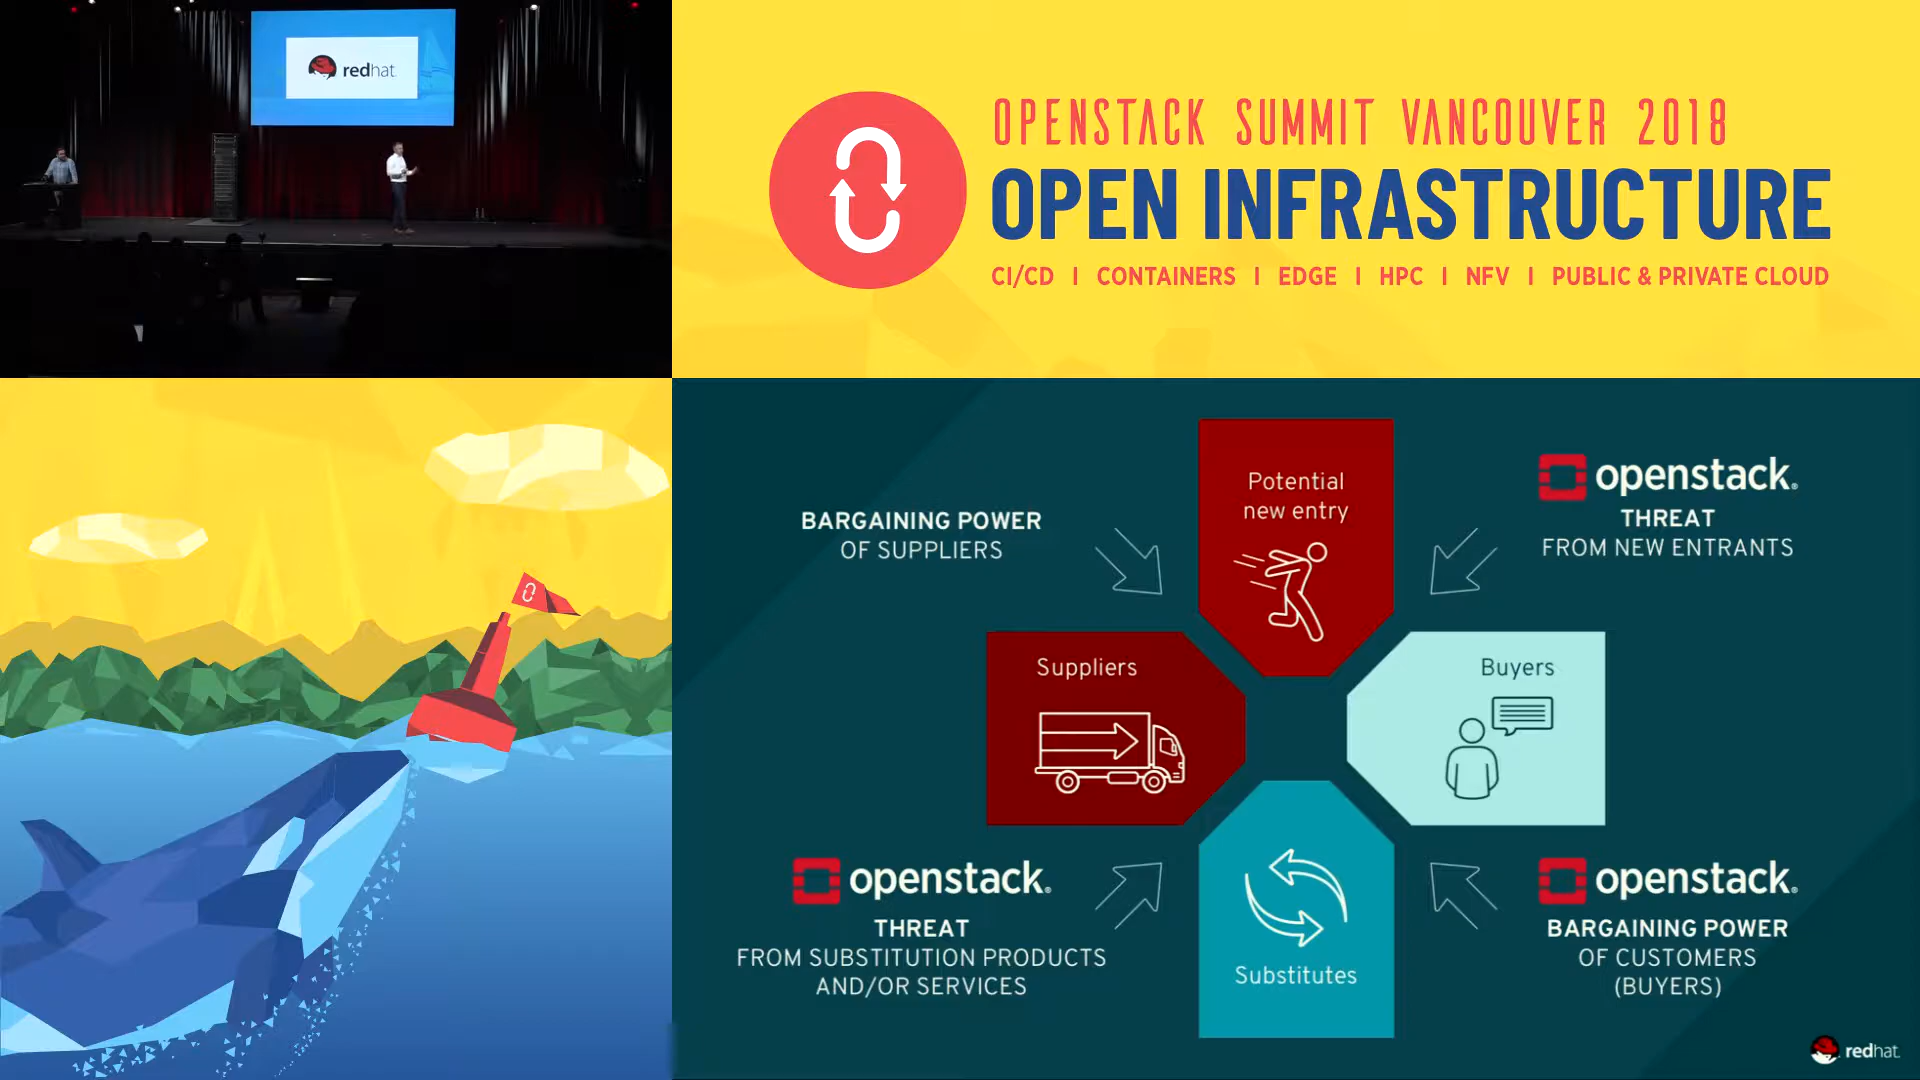 redhat.
OPENSTACK SUMMIT VANCOUVER 2018
OPEN INFRASTRUCTURE
CI/CD | CONTAINERS | EDGE | HPC | NFV | PUBLIC & PRIVATE CLOUD
BARGAINING POWER
OF SUPPLIERS
Potential
new entry
openstack.
THREAT
FROM NEW ENTRANTS
Suppliers
Buyers
openstack.
THREAT
FROM SUBSTITUTION PRODUCTS
AND/OR SERVICES
Substitutes
openstack.
BARGAINING POWER
OF CUSTOMERS
(BUYERS)
redhat.